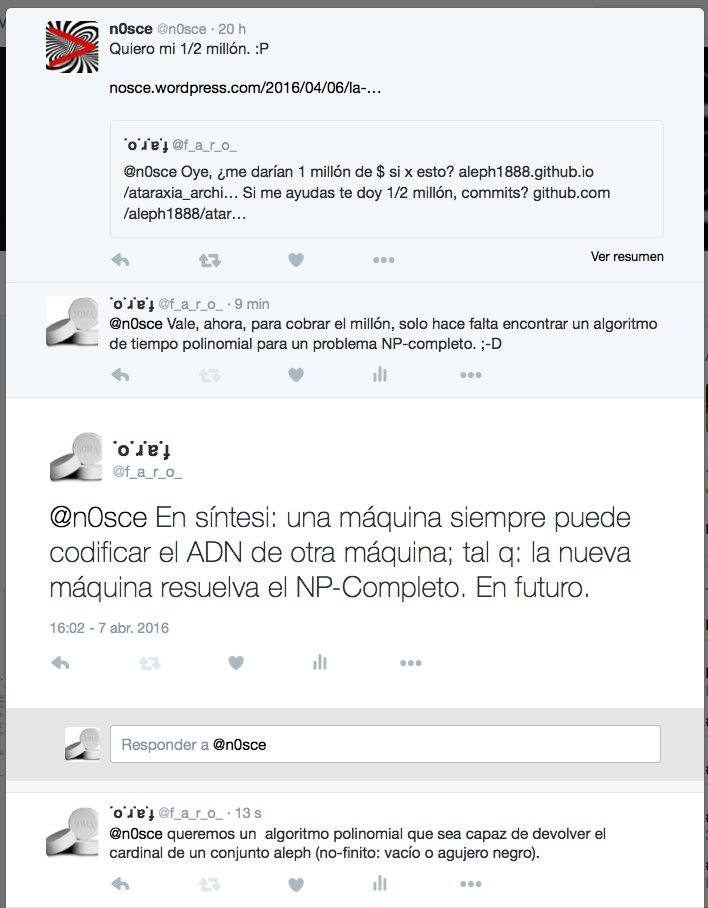 n0sce @n0sce · 20 h
Quiero mi 1/2 millón. :P
nosce.wordpress.com/2016/04/06/la-…
@f_a_r_o_
@n0sce Oye, ¿me darían 1 millón de $ si x esto? aleph1888.github.io
/ataraxia_archi… Si me ayudas te doy 1/2 millón, commits? github.com
/aleph1888/atar…
Ver resumen
@f_a_r_o_ · 9 min
@n0sce Vale, ahora, para cobrar el millón, solo hace falta encontrar un algoritmo
de tiempo polinomial para un problema NP-completo. ;-D
SOMA
@f_a_r_o_
@n0sce En síntesi: una máquina siempre puede
codificar el ADN de otra máquina; tal q: la nueva
máquina resuelva el NP-Completo. En futuro.
16:02 - 7 abr. 2016
Responder a @n0sce
@f_a_r_o_ · 13 s
@n0sce queremos un algoritmo polinomial que sea capaz de devolver el
cardinal de un conjunto aleph (no-finito: vacío o agujero negro).